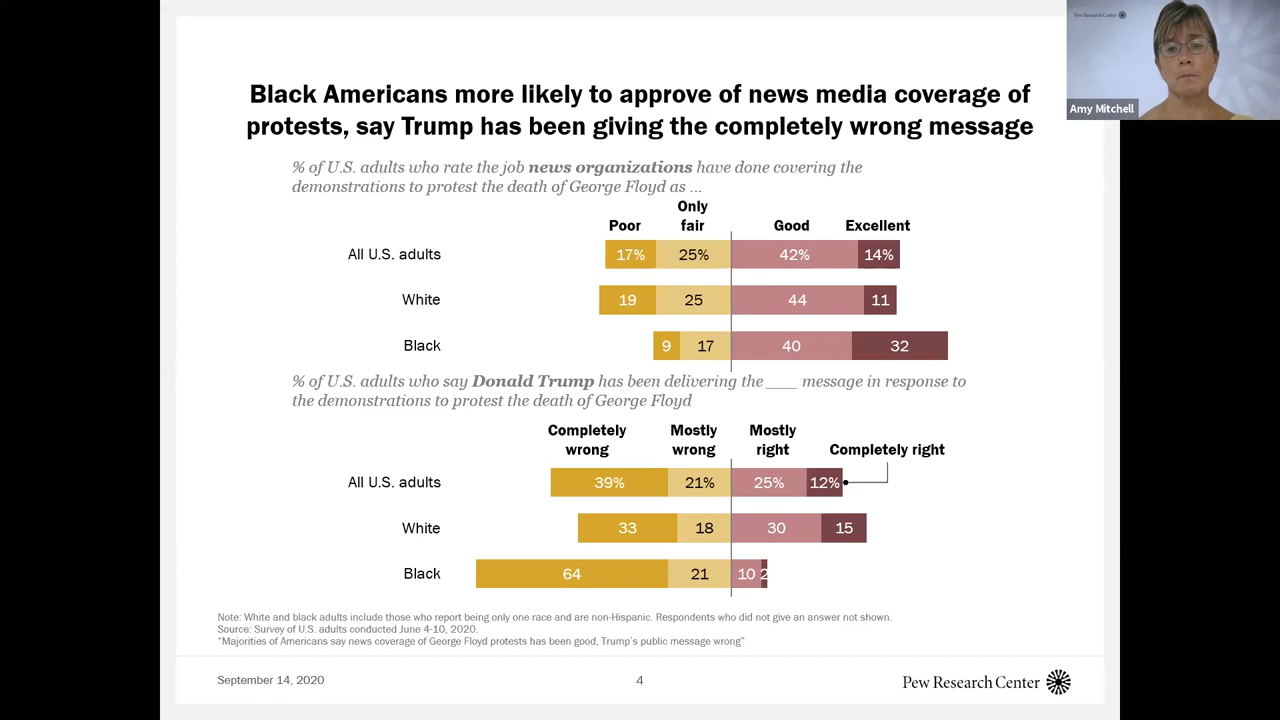 Pew Research Center
Amy Mitchell
Black Americans more likely to approve of news media coverage of
protests, say Trump has been giving the completely wrong message
% of U.S. adults who rate the job news organizations have done covering the
demonstrations to protest the death of George Floyd as ...
Poor Only fair Good Excellent
All U.S. adults 17% 25% 42% 14%
White 19 25 44 11
Black 9 17 40 32
% of U.S. adults who say Donald Trump has been delivering the ___ message in response to
the demonstrations to protest the death of George Floyd
Completely wrong Mostly wrong Mostly right Completely right
All U.S. adults 39% 21% 25% 12%
White 33 18 30 15
Black 64 21 10 2
Note: White and black adults include those who report being only one race and are non-Hispanic. Respondents who did not give an answer not shown.
Source: Survey of U.S. adults conducted June 4-10, 2020.
“Majorities of Americans say news coverage of George Floyd protests has been good, Trump’s public message wrong”
September 14, 2020 4 Pew Research Center